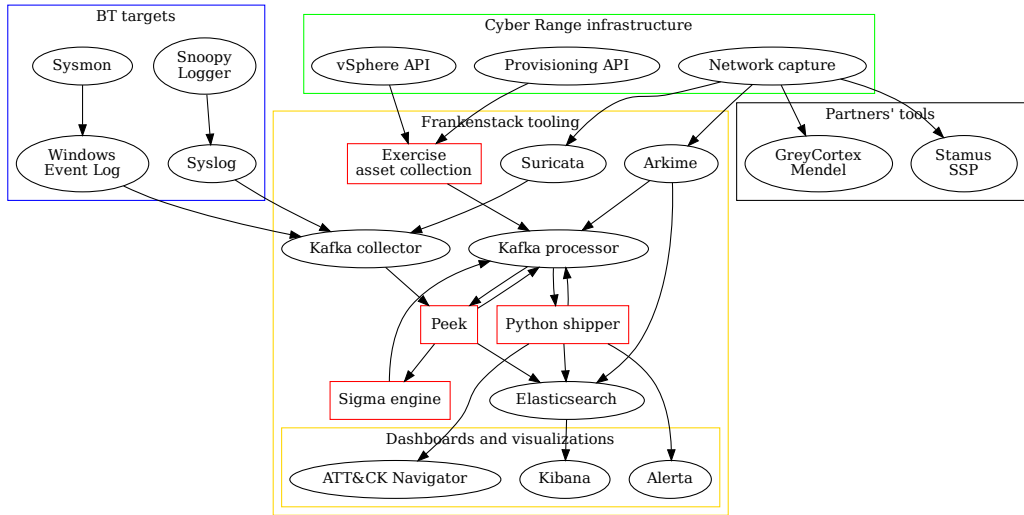 BT targets
Cyber Range infrastructure
Sysmon
Snoopy
Logger
vSphere API
Provisioning API
Network capture
Partners' tools
Frankenstack tooling
Windows
Event Log
Syslog
Exercise
asset collection
Suricata
Arkime
GreyCortex
Mendel
Stamus
SSP
Kafka collector
Kafka processor
Peek
Python shipper
Sigma engine
Elasticsearch
Dashboards and visualizations
ATT&CK Navigator
Kibana
Alerta